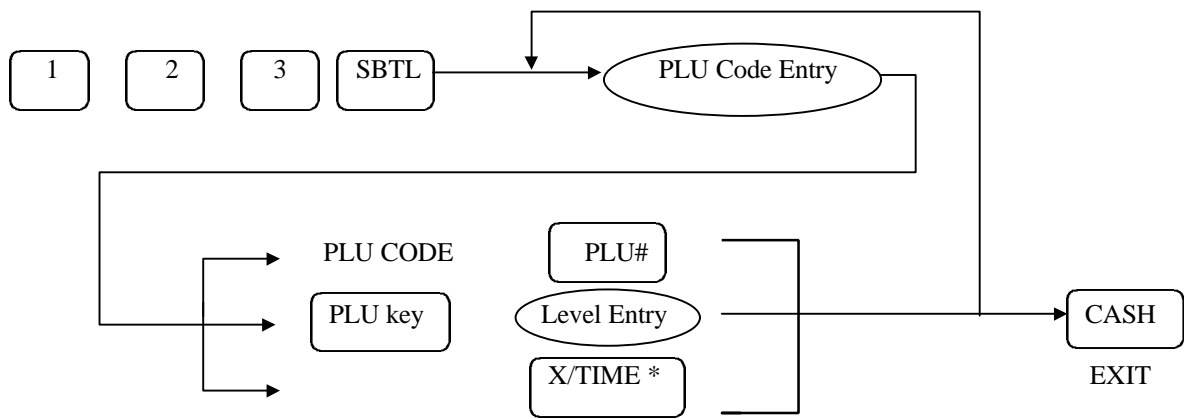 1 2 3 SBTL PLU Code Entry
PLU CODE PLU#
PLU key Level Entry CASH
X/TIME * EXIT